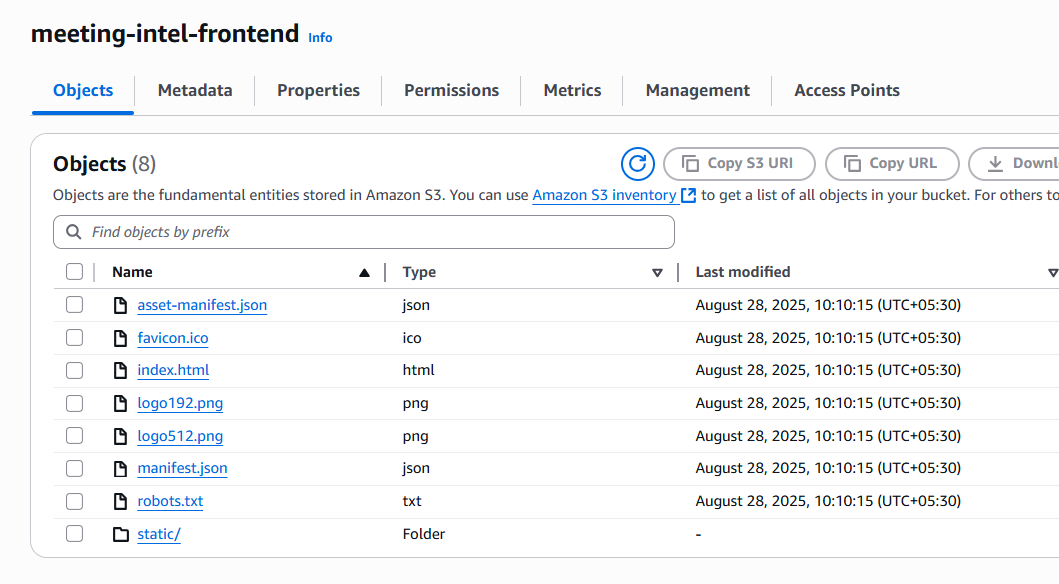 meeting-intel-frontend Info
Objects Metadata Properties Permissions Metrics Management Access Points
Objects (8) Copy S3 URI Copy URL
Objects are the fundamental entities stored in Amazon S3. You can use Amazon S3 inventory to get a list of all objects in your bucket. For others to
Find objects by prefix
Name Type Last modified
asset-manifest.json json August 28, 2025, 10:10:15 (UTC+05:30)
favicon.ico ico August 28, 2025, 10:10:15 (UTC+05:30)
index.html html August 28, 2025, 10:10:15 (UTC+05:30)
logo192.png png August 28, 2025, 10:10:15 (UTC+05:30)
logo512.png png August 28, 2025, 10:10:15 (UTC+05:30)
manifest.json json August 28, 2025, 10:10:15 (UTC+05:30)
robots.txt txt August 28, 2025, 10:10:15 (UTC+05:30)
static/ Folder -